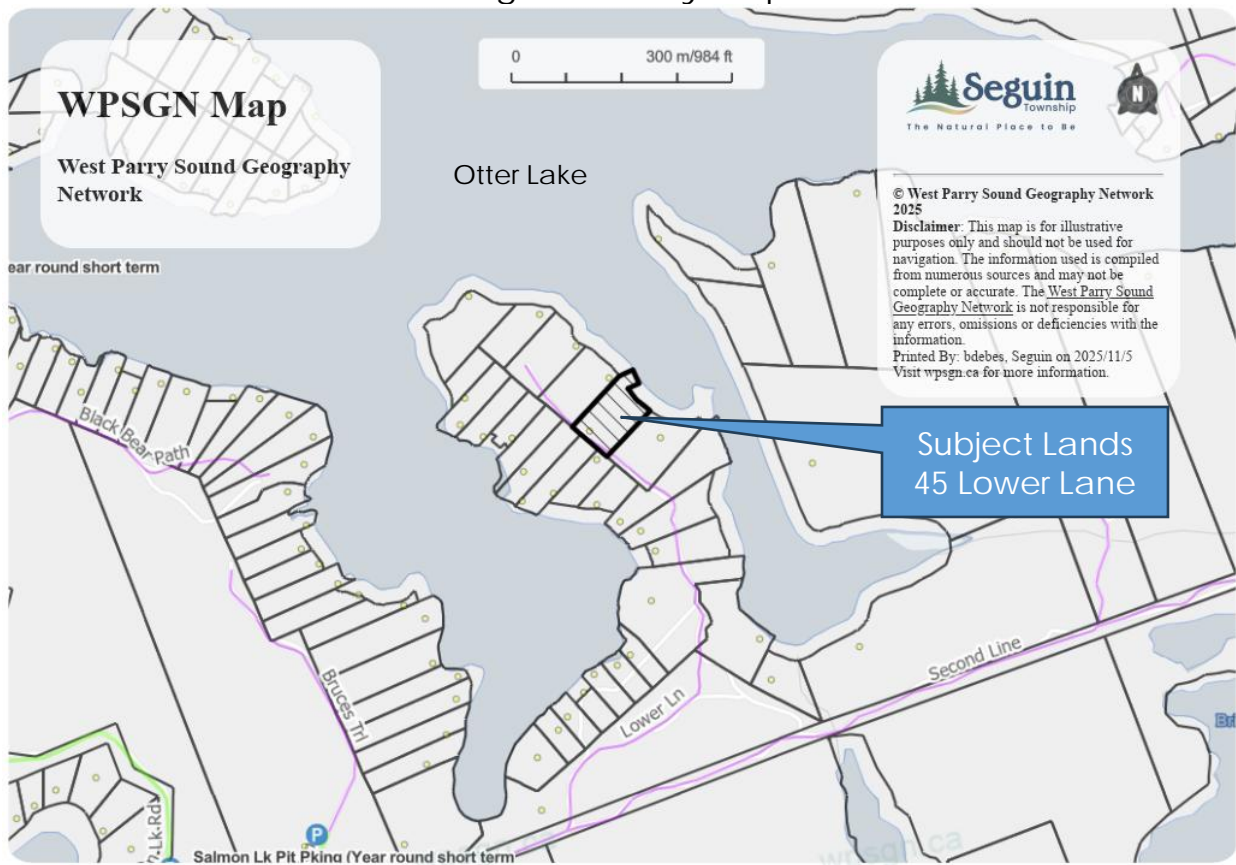 0 300 m/984 ft
WPSGN Map
West Parry Sound Geography
Network
Seguin
Township
The Natural Place to Be
N
Otter Lake
© West Parry Sound Geography Network
2025
Disclaimer: This map is for illustrative
purposes only and should not be used for
navigation. The information used is compiled
from numerous sources and may not be
complete or accurate. The West Parry Sound
Geography Network is not responsible for
any errors, omissions or deficiencies with the
information.
Printed By: bdebes, Seguin on 2025/11/5
Visit wpsgn.ca for more information.
ear round short term
Black Bear Path
Subject Lands
45 Lower Lane
Second Line
Bruces Trl
Lower Ln
Bri
Lk Rd
P
Salmon Lk Pit Pking (Year round short term
wpsgn.ca